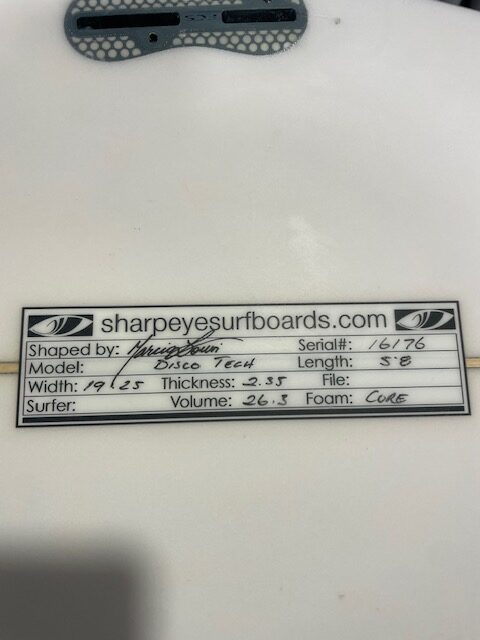 FCS
sharpeyesurfboards.com
Shaped by: Serial#: 16176
Model: DISCO TECH Length: 5'8
Width: 19,25 Thickness: 2.35 File:
Surfer: Volume: 26.3 Foam: CORE